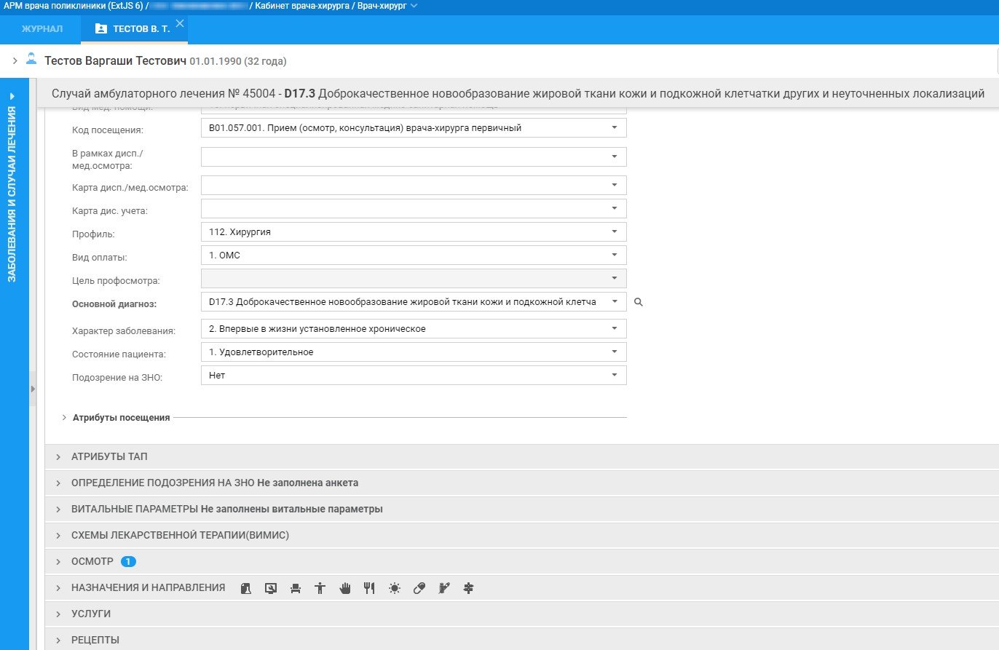 АРМ врача поликлиники (ExtJS 6) / / Кабинет врача-хирурга / Врач-хирург
ЖУРНАЛ ТЕСТОВ В. Т.
Тестов Варгаши Тестович 01.01.1990 (32 года)
Случай амбулаторного лечения № 45004 - D17.3 Доброкачественное новообразование жировой ткани кожи и подкожной клетчатки других и неуточненных локализаций
ЗАБОЛЕВАНИЯ И СЛУЧАИ ЛЕЧЕНИЯ
Вид мед. помощи:
Код посещения: B01.057.001. Прием (осмотр, консультация) врача-хирурга первичный
В рамках дисп./
мед.осмотра:
Карта дисп./мед.осмотра:
Карта дис. учета:
Профиль: 112. Хирургия
Вид оплаты: 1. ОМС
Цель профосмотра:
Основной диагноз: D17.3 Доброкачественное новообразование жировой ткани кожи и подкожной клетча
Характер заболевания: 2. Впервые в жизни установленное хроническое
Состояние пациента: 1. Удовлетворительное
Подозрение на ЗНО: Нет
Атрибуты посещения
АТРИБУТЫ ТАП
ОПРЕДЕЛЕНИЕ ПОДОЗРЕНИЯ НА ЗНО Не заполнена анкета
ВИТАЛЬНЫЕ ПАРАМЕТРЫ Не заполнены витальные параметры
СХЕМЫ ЛЕКАРСТВЕННОЙ ТЕРАПИИ(ВИМИС)
ОСМОТР 1
НАЗНАЧЕНИЯ И НАПРАВЛЕНИЯ
УСЛУГИ
РЕЦЕПТЫ